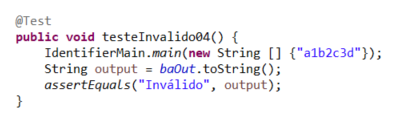 @Test
public void testeInvalido04() {
IdentifierMain.main(new String [] {"a1b2c3d"});
String output = baOut.toString();
assertEquals("Inválido", output);
}